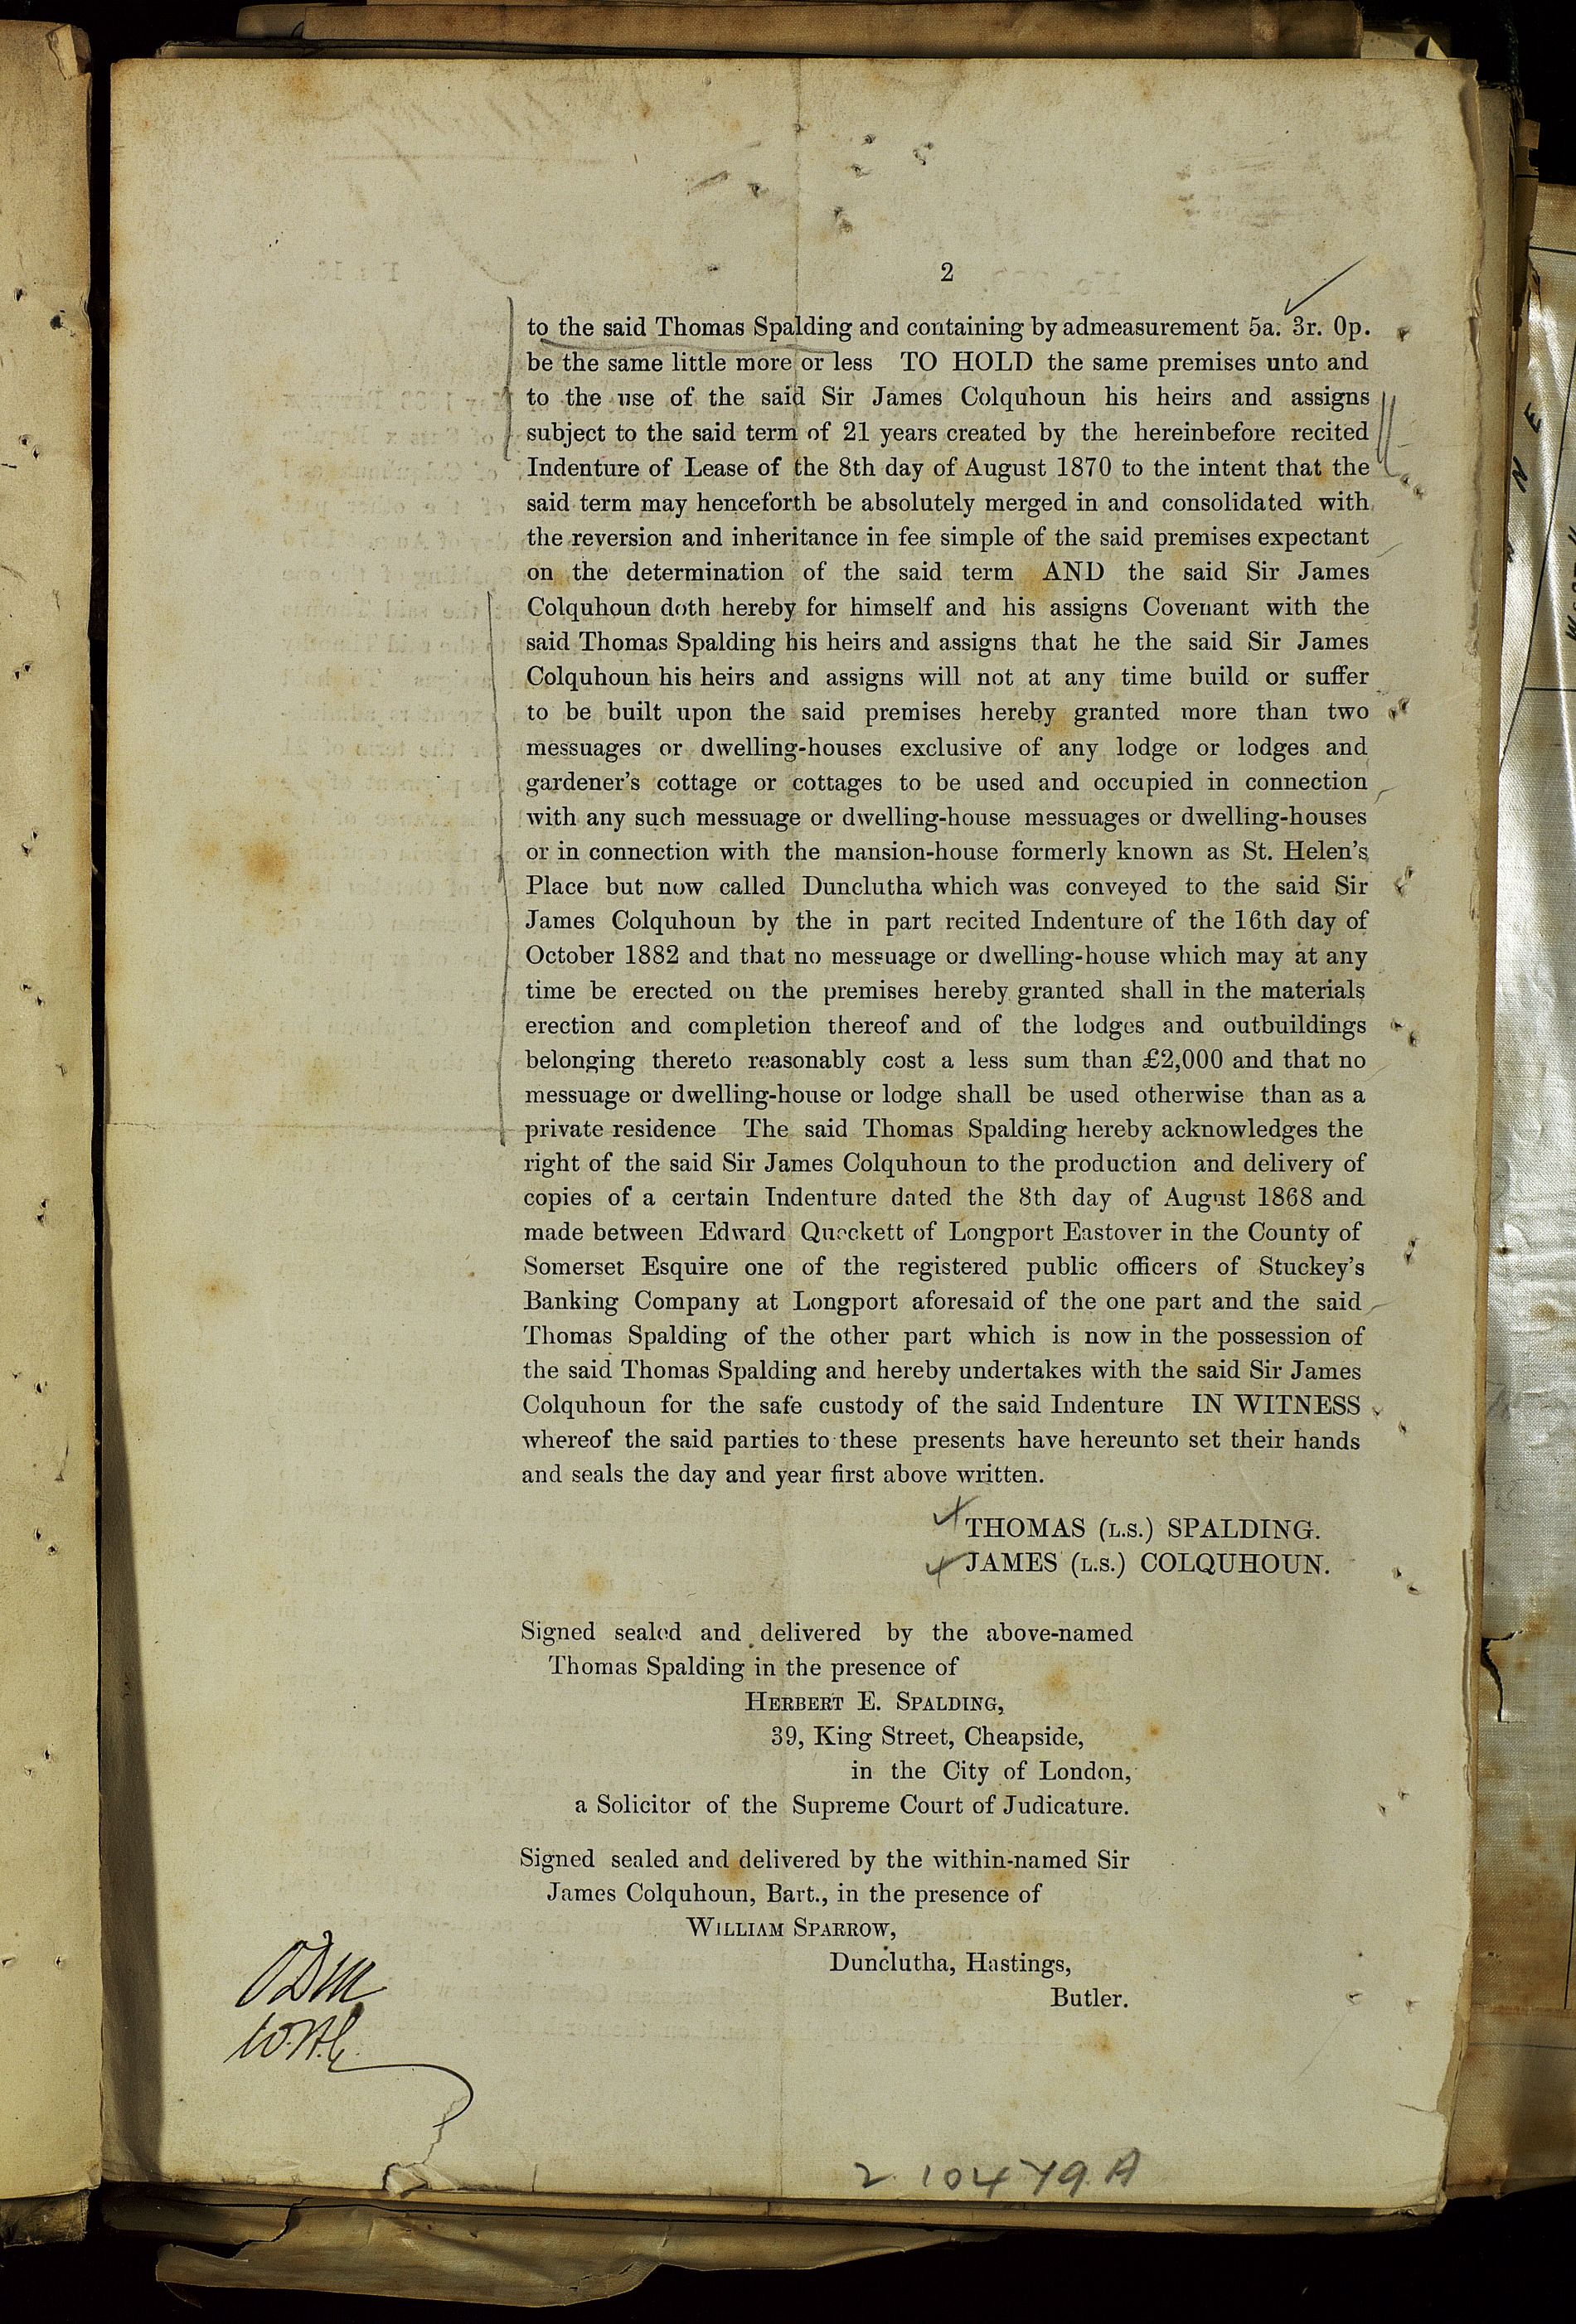 2
to the said Thomas Spalding and containing by admeasurement 5a. 3r. 0p.
be the same little more or less TO HOLD the same premises unto and
to the use of the said Sir James Colquhoun his heirs and assigns
subject to the said term of 21 years created by the hereinbefore recited
Indenture of Lease of the 8th day of August 1870 to the intent that the
said term may henceforth be absolutely merged in and consolidated with
the reversion and inheritance in fee simple of the said premises expectant
on the determination of the said term AND the said Sir James
Colquhoun doth hereby for himself and his assigns Covenant with the
said Thomas Spalding his heirs and assigns that he the said Sir James
Colquhoun his heirs and assigns will not at any time build or suffer
to be built upon the said premises hereby granted more than two
messuages or dwelling-houses exclusive of any lodge or lodges and
gardener's cottage or cottages to be used and occupied in connection
with any such messuage or dwelling-house messuages or dwelling-houses
or in connection with the mansion-house formerly known as St. Helen's
Place but now called Dunclutha which was conveyed to the said Sir
James Colquhoun by the in part recited Indenture of the 16th day of
October 1882 and that no messuage or dwelling-house which may at any
time be erected on the premises hereby granted shall in the materials
erection and completion thereof and of the lodges and outbuildings
belonging thereto reasonably cost a less sum than £2,000 and that no
messuage or dwelling-house or lodge shall be used otherwise than as a
private residence The said Thomas Spalding hereby acknowledges the
right of the said Sir James Colquhoun to the production and delivery of
copies of a certain Indenture dated the 8th day of August 1868 and
made between Edward Queckett of Longport Eastover in the County of
Somerset Esquire one of the registered public officers of Stuckey's
Banking Company at Longport aforesaid of the one part and the said
Thomas Spalding of the other part which is now in the possession of
the said Thomas Spalding and hereby undertakes with the said Sir James
Colquhoun for the safe custody of the said Indenture IN WITNESS
whereof the said parties to these presents have hereunto set their hands
and seals the day and year first above written.
THOMAS (L.S.) SPALDING.
JAMES (L.S.) COLQUHOUN.
Signed sealed and delivered by the above-named
Thomas Spalding in the presence of
HERBERT E. SPALDING,
39, King Street, Cheapside,
in the City of London,
a Solicitor of the Supreme Court of Judicature.
Signed sealed and delivered by the within-named Sir
James Colquhoun, Bart., in the presence of
WILLIAM SPARROW,
Dunclutha, Hastings,
Butler.
2 10479.A